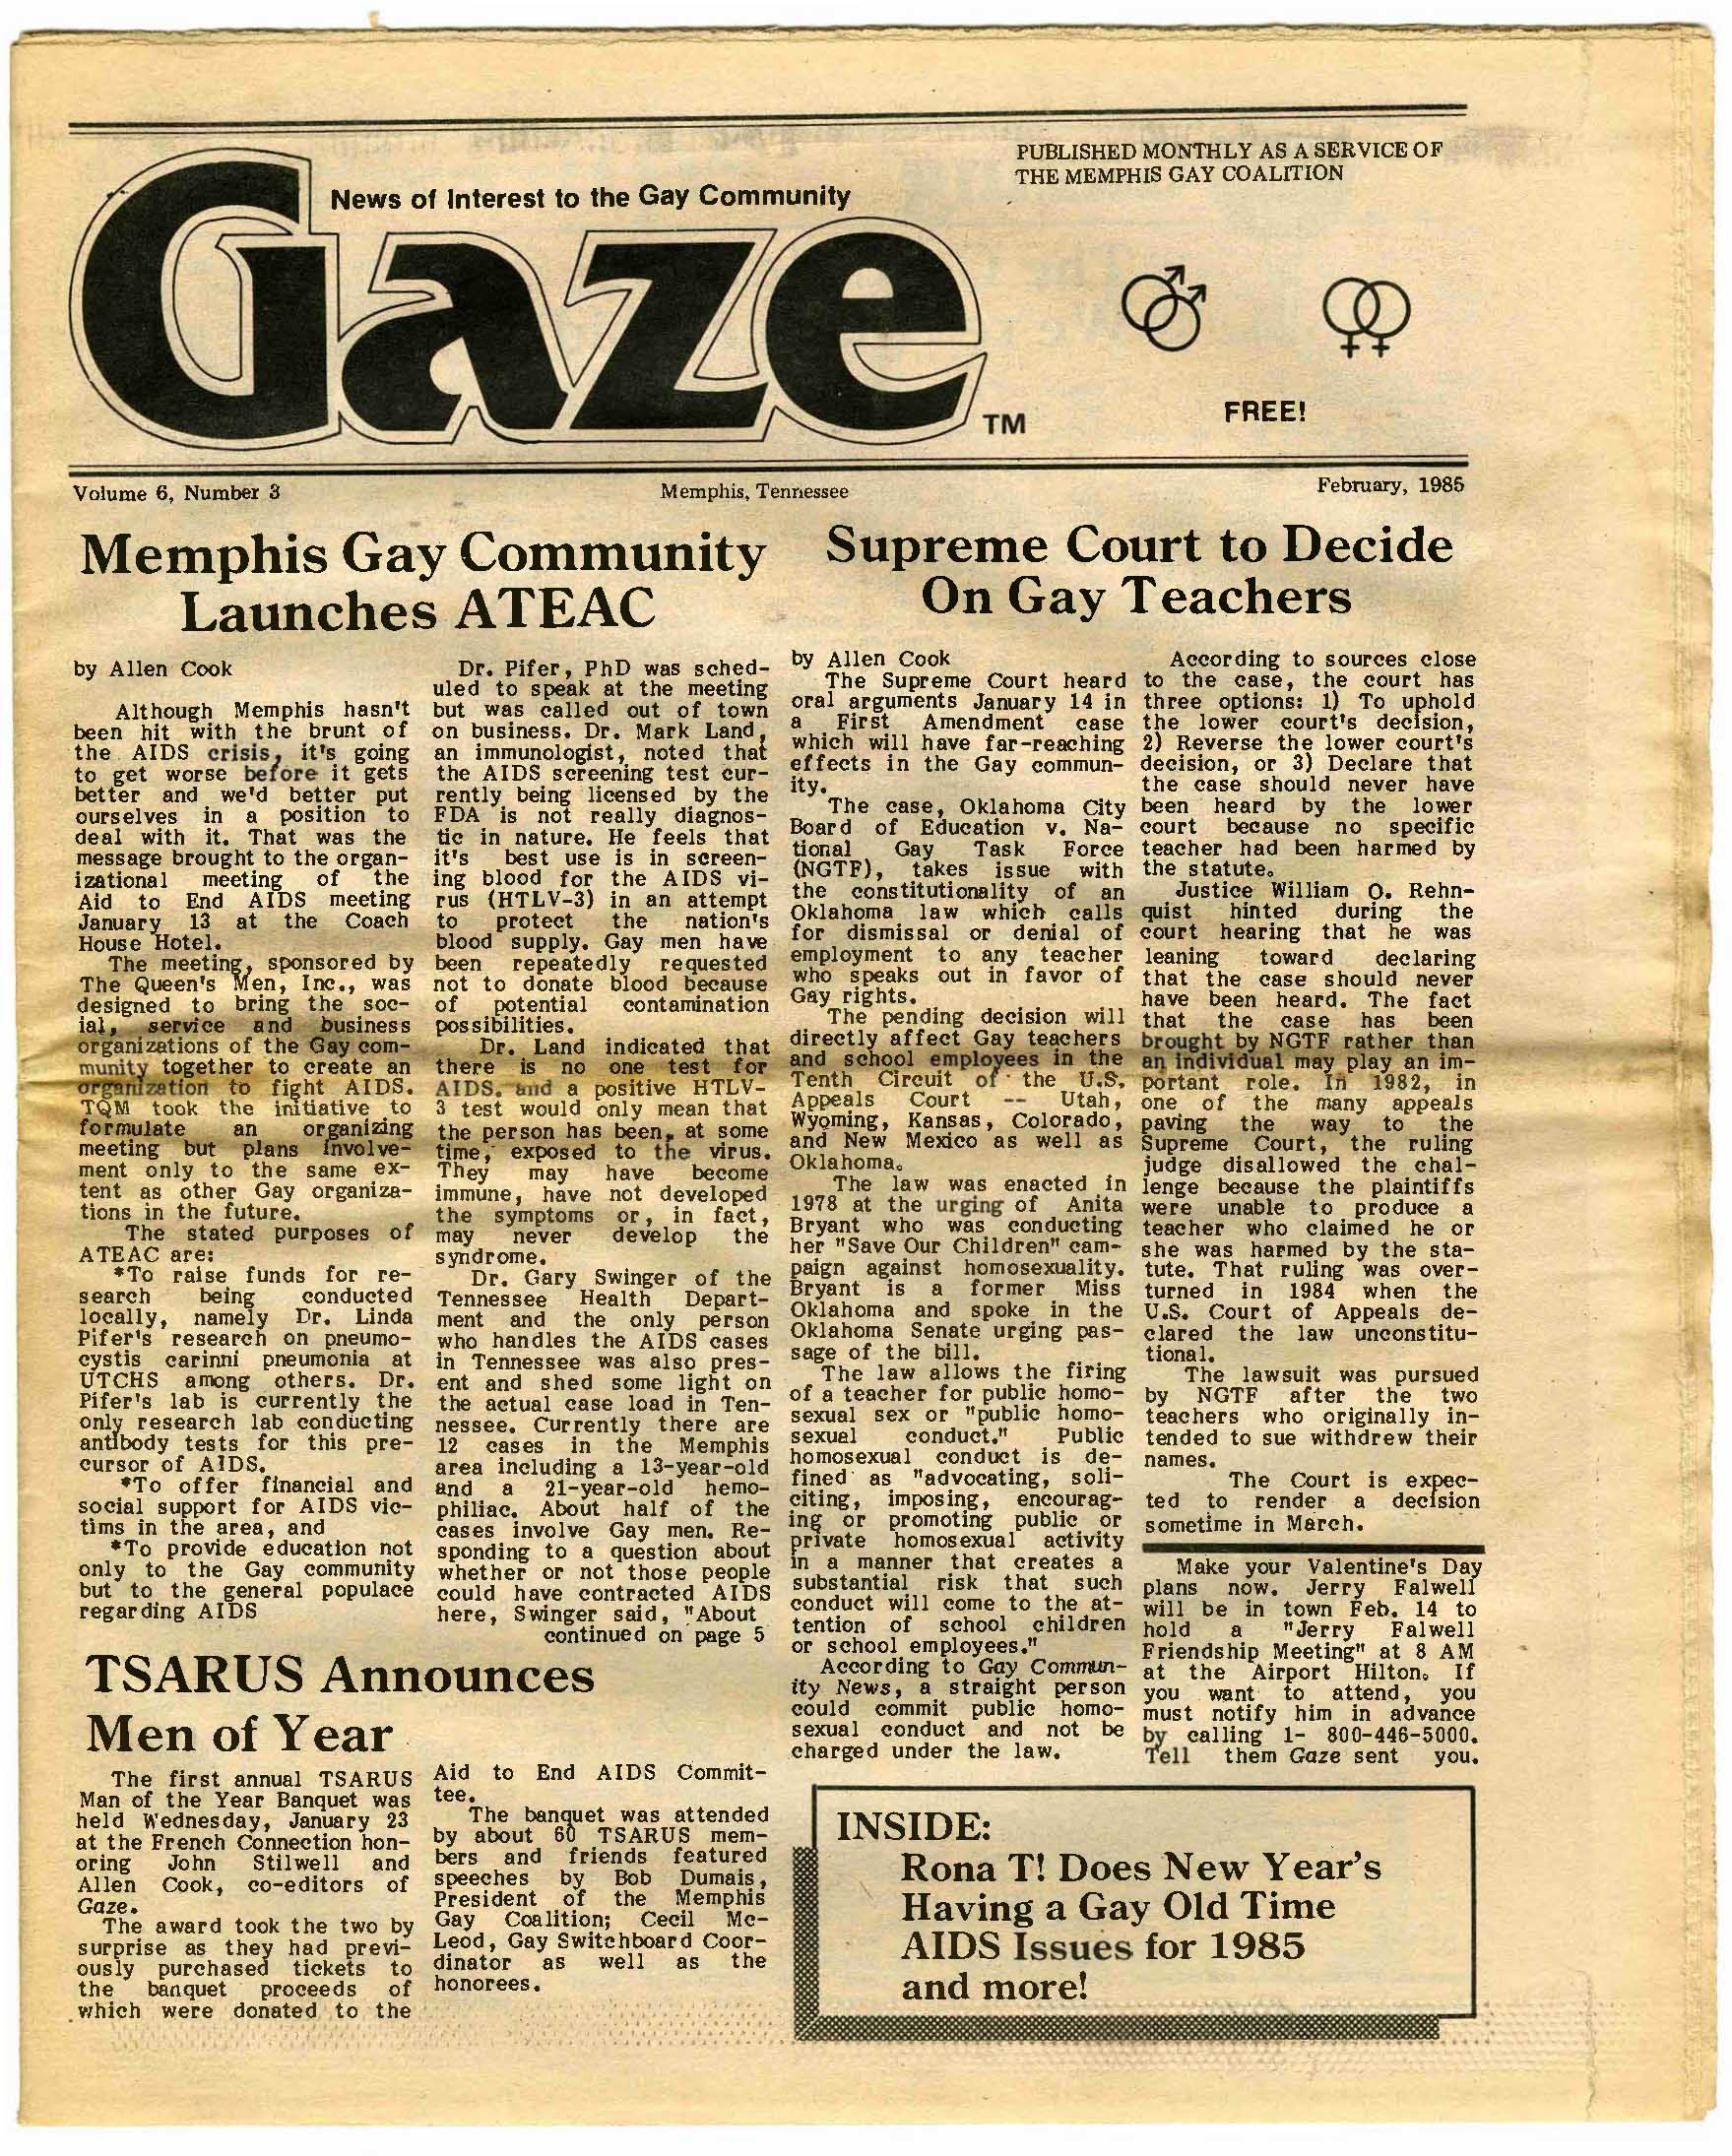 PUBLISHED MONTHLY AS A SERVICE OF
THE MEMPHIS GAY COALITION
News of Interest to the Gay Community
Gaze
TM
FREE!
Volume 6, Number 3
Memphis, Tennessee
February, 1985
Memphis Gay Community
Launches ATEAC
by Allen Cook
Although Memphis hasn't
been hit with the brunt of
the AIDS crisis, it's going
to get worse before it gets
better and we'd better put
ourselves in a position to
deal with it. That was the
message brought to the organ-
izational meeting of the
Aid to End AIDS meeting
January 13 at the Coach
House Hotel.
The meeting, sponsored by
The Queen's Men, Inc., was
designed to bring the soc-
ial, service and business
organizations of the Gay com-
munity together to create an
organization to fight AIDS.
TQM took the initiative to
formulate an organizing
meeting but plans involve-
ment only to the same ex-
tent as other Gay organiza-
tions in the future.
The stated purposes of
ATEAC are:
*To raise funds for re-
search being conducted
locally, namely Dr. Linda
Pifer's research on pneumo-
cystis carinni pneumonia at
UTCHS among others. Dr.
Pifer's lab is currently the
only research lab conducting
antibody tests for this pre-
cursor of AIDS.
*To offer financial and
social support for AIDS vic-
tims in the area, and
*To provide education not
only to the Gay community
but to the general populace
regarding AIDS
Dr. Pifer, PhD was sched-
uled to speak at the meeting
but was called out of town
on business. Dr. Mark Land,
an immunologist, noted that
the AIDS screening test cur-
rently being licensed by the
FDA is not really diagnos-
tic in nature. He feels that
it's best use is in screen-
ing blood for the AIDS vi-
rus (HTLV-3) in an attempt
to protect the nation's
blood supply. Gay men have
been repeatedly requested
not to donate blood because
of potential contamination
possibilities.
Dr. Land indicated that
there is no one test for
AIDS. and a positive HTLV-
3 test would only mean that
the person has been, at some
time, exposed to the virus.
They may have become
immune, have not developed
the symptoms or, in fact,
may never develop the
syndrome.
Dr. Gary Swinger of the
Tennessee Health Depart-
ment and the only person
who handles the AIDS cases
in Tennessee was also pres-
ent and shed some light on
the actual case load in Ten-
nessee. Currently there are
12 cases in the Memphis
area including a 13-year-old
and a 21-year-old hemo-
philiac. About half of the
cases involve Gay men. Re-
sponding to a question about
whether or not those people
could have contracted AIDS
here, Swinger said, "About
continued on page 5
TSARUS Announces
Men of Year
The first annual TSARUS
Man of the Year Banquet was
held Wednesday, January 23
at the French Connection hon-
oring John Stilwell and
Allen Cook, co-editors of
Gaze.
The award took the two by
surprise as they had previ-
ously purchased tickets to
the banquet proceeds of
which were donated to the
Aid to End AIDS Commit-
tee.
The banquet was attended
by about 60 TSARUS mem-
bers and friends featured
speeches by Bob Dumais,
President of the Memphis
Gay Coalition; Cecil Mc-
Leod, Gay Switchboard Coor-
dinator as well as the
honorees.
Supreme Court to Decide
On Gay Teachers
by Allen Cook
The Supreme Court heard
oral arguments January 14 in
a First Amendment case
which will have far-reaching
effects in the Gay commun-
ity.
The case, Oklahoma City
Board of Education v. Na-
tional Gay Task Force
(NGTF), takes issue with
the constitutionality of an
Oklahoma law which calls
for dismissal or denial of
employment to any teacher
who speaks out in favor of
Gay rights.
The pending decision will
directly affect Gay teachers
and school employees in the
Tenth Circuit of the U.S.
Appeals Court -- Utah,
Wyoming, Kansas, Colorado,
and New Mexico as well as
Oklahoma.
The law was enacted in
1978 at the urging of Anita
Bryant who was conducting
her "Save Our Children" cam-
paign against homosexuality.
Bryant is a former Miss
Oklahoma and spoke in the
Oklahoma Senate urging pas-
sage of the bill.
The law allows the firing
of a teacher for public homo-
sexual sex or "public homo-
sexual conduct." Public
homosexual conduct is de-
fined as "advocating, soli-
citing, imposing, encourag-
ing or promoting public or
private homosexual activity
in a manner that creates a
substantial risk that such
conduct will come to the at-
tention of school children
or school employees."
According to Gay Commun-
ity News, a straight person
could commit public homo-
sexual conduct and not be
charged under the law.
According to sources close
to the case, the court has
three options: 1) To uphold
the lower court's decision,
2) Reverse the lower court's
decision, or 3) Declare that
the case should never have
been heard by the lower
court because no specific
teacher had been harmed by
the statute.
Justice William O. Rehn-
quist hinted during the
court hearing that he was
leaning toward declaring
that the case should never
have been heard. The fact
that the case has been
brought by NGTF rather than
an individual may play an im-
portant role. In 1982, in
one of the many appeals
paving the way to the
Supreme Court, the ruling
judge disallowed the chal-
lenge because the plaintiffs
were unable to produce a
teacher who claimed he or
she was harmed by the sta-
tute. That ruling was over-
turned in 1984 when the
U.S. Court of Appeals de-
clared the law unconstitu-
tional.
The lawsuit was pursued
by NGTF after the two
teachers who originally in-
tended to sue withdrew their
names.
The Court is expec-
ted to render a decision
sometime in March.
Make your Valentine's Day
plans now. Jerry Falwell
will be in town Feb. 14 to
hold a "Jerry Falwell
Friendship Meeting" at 8 AM
at the Airport Hilton. If
you want to attend, you
must notify him in advance
by calling 1- 800-446-5000.
Tell them Gaze sent you.
INSIDE:
Rona T! Does New Year's
Having a Gay Old Time
AIDS Issues for 1985
and more!